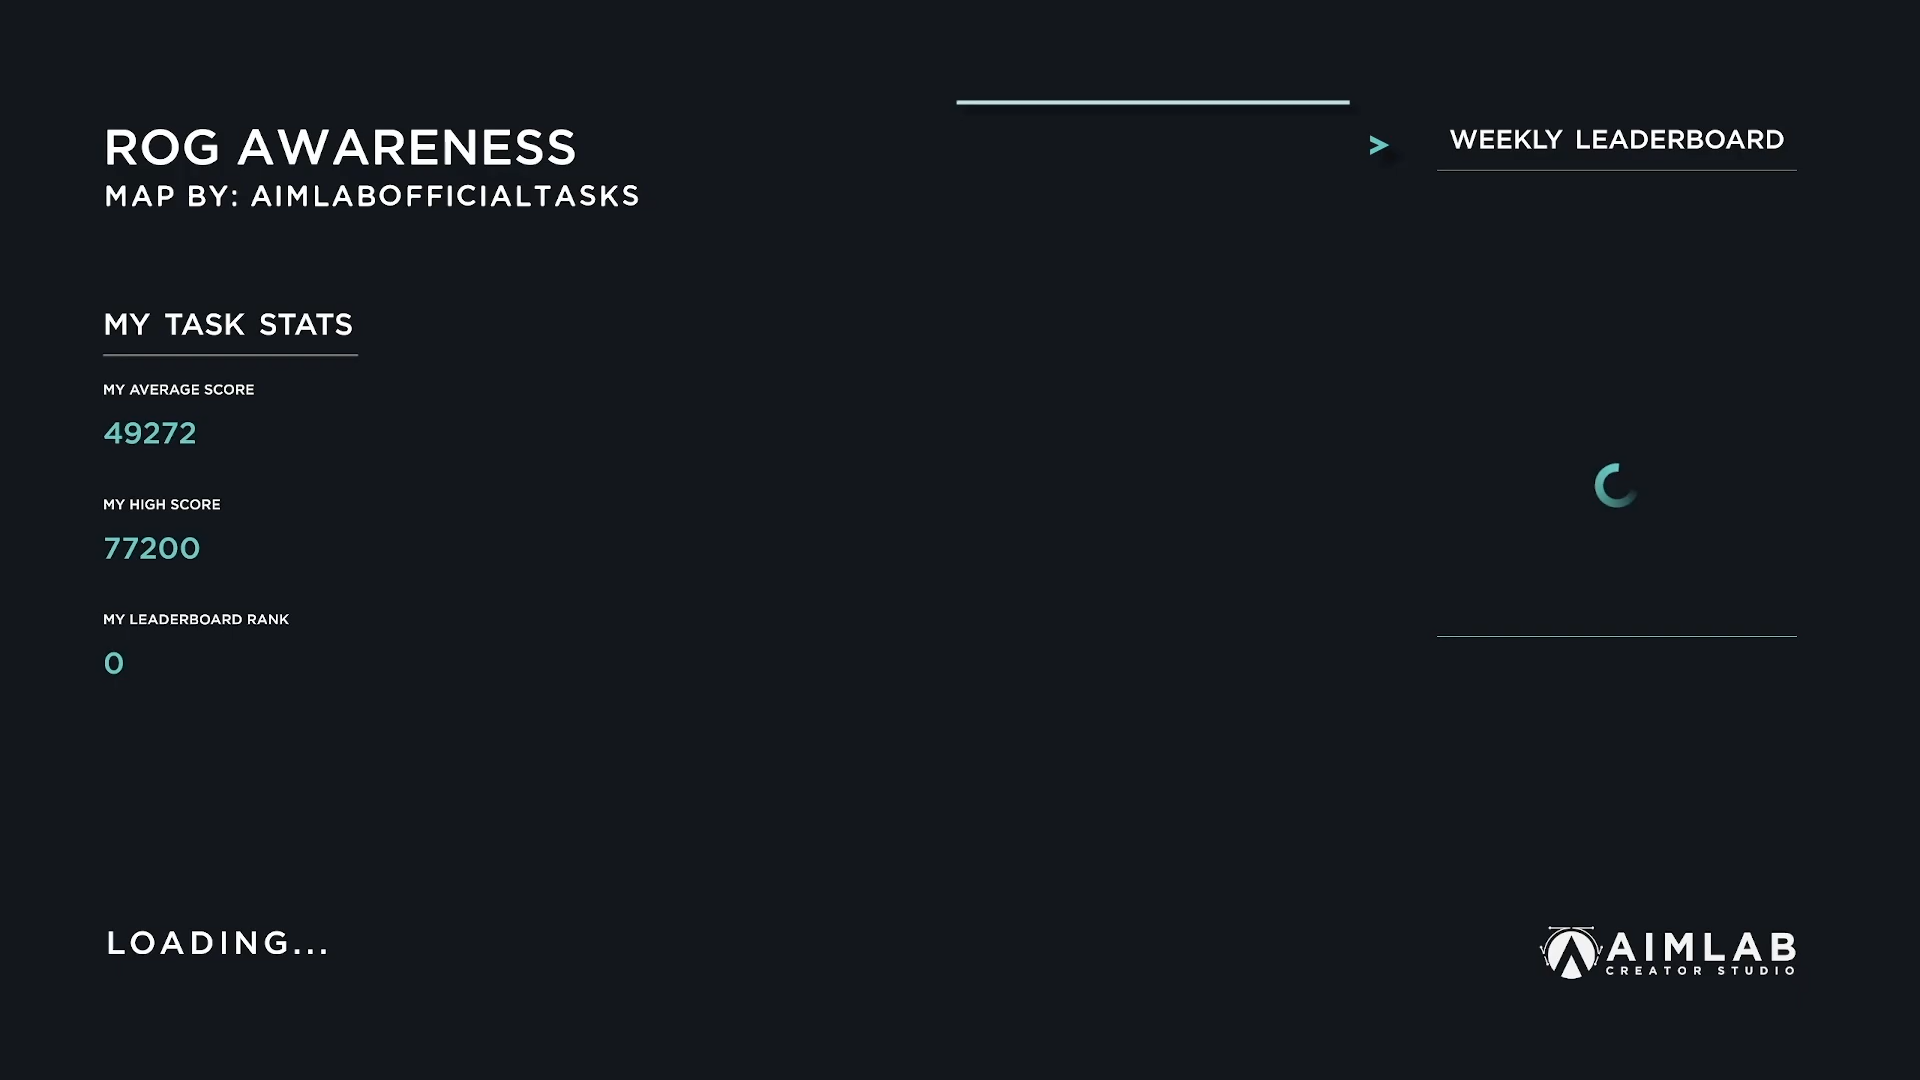 ROG AWARENESS
MAP BY: AIMLABOFFICIALTASKS
MY TASK STATS
MY AVERAGE SCORE
49272
MY HIGH SCORE
77200
MY LEADERBOARD RANK
0
LOADING...
>
WEEKLY LEADERBOARD
AIMLAB
CREATOR STUDIO